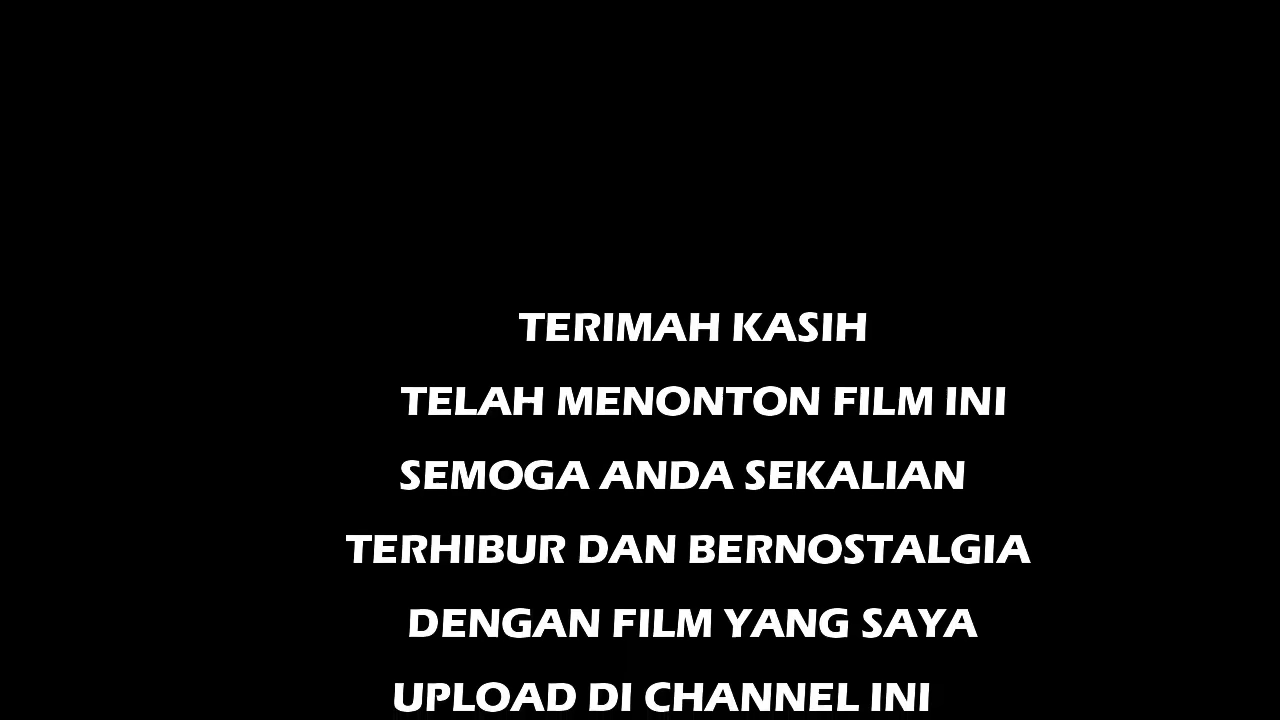 TERIMAH KASIH
TELAH MENONTON FILM INI
SEMOGA ANDA SEKALIAN
TERHIBUR DAN BERNOSTALGIA
DENGAN FILM YANG SAYA
UPLOAD DI CHANNEL INI